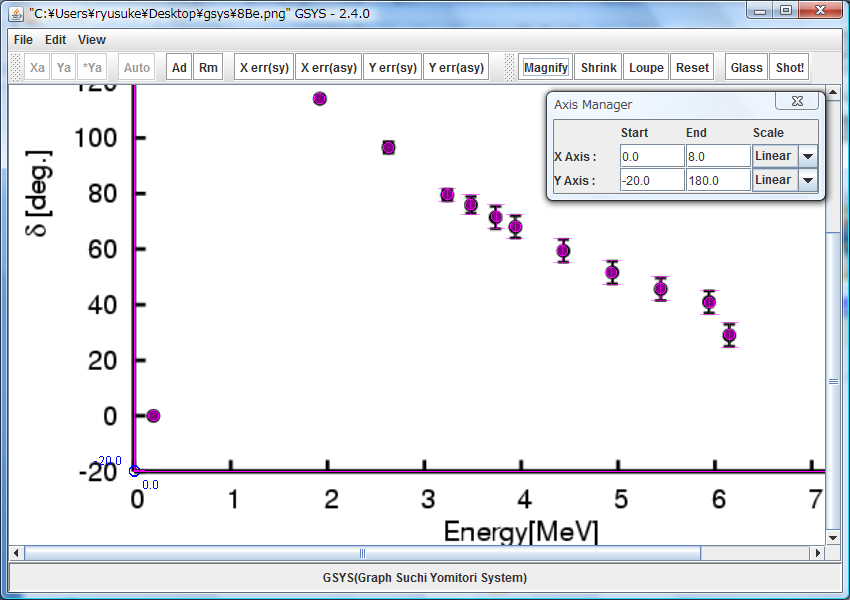 "C:¥Users¥ryusuke¥Desktop¥gsys¥8Be.png" GSYS - 2.4.0
File Edit View
Xa Ya *Ya Auto Ad Rm X err(sy) X err(asy) Y err(sy) Y err(asy) Magnify Shrink Loupe Reset Glass Shot!
Axis Manager
Start End Scale
X Axis : 0.0 8.0 Linear
Y Axis : -20.0 180.0 Linear
120
100
80
60
40
20
0
-20
δ [deg.]
-20.0
0.0
0 1 2 3 4 5 6 7
Energy[MeV]
GSYS(Graph Suchi Yomitori System)